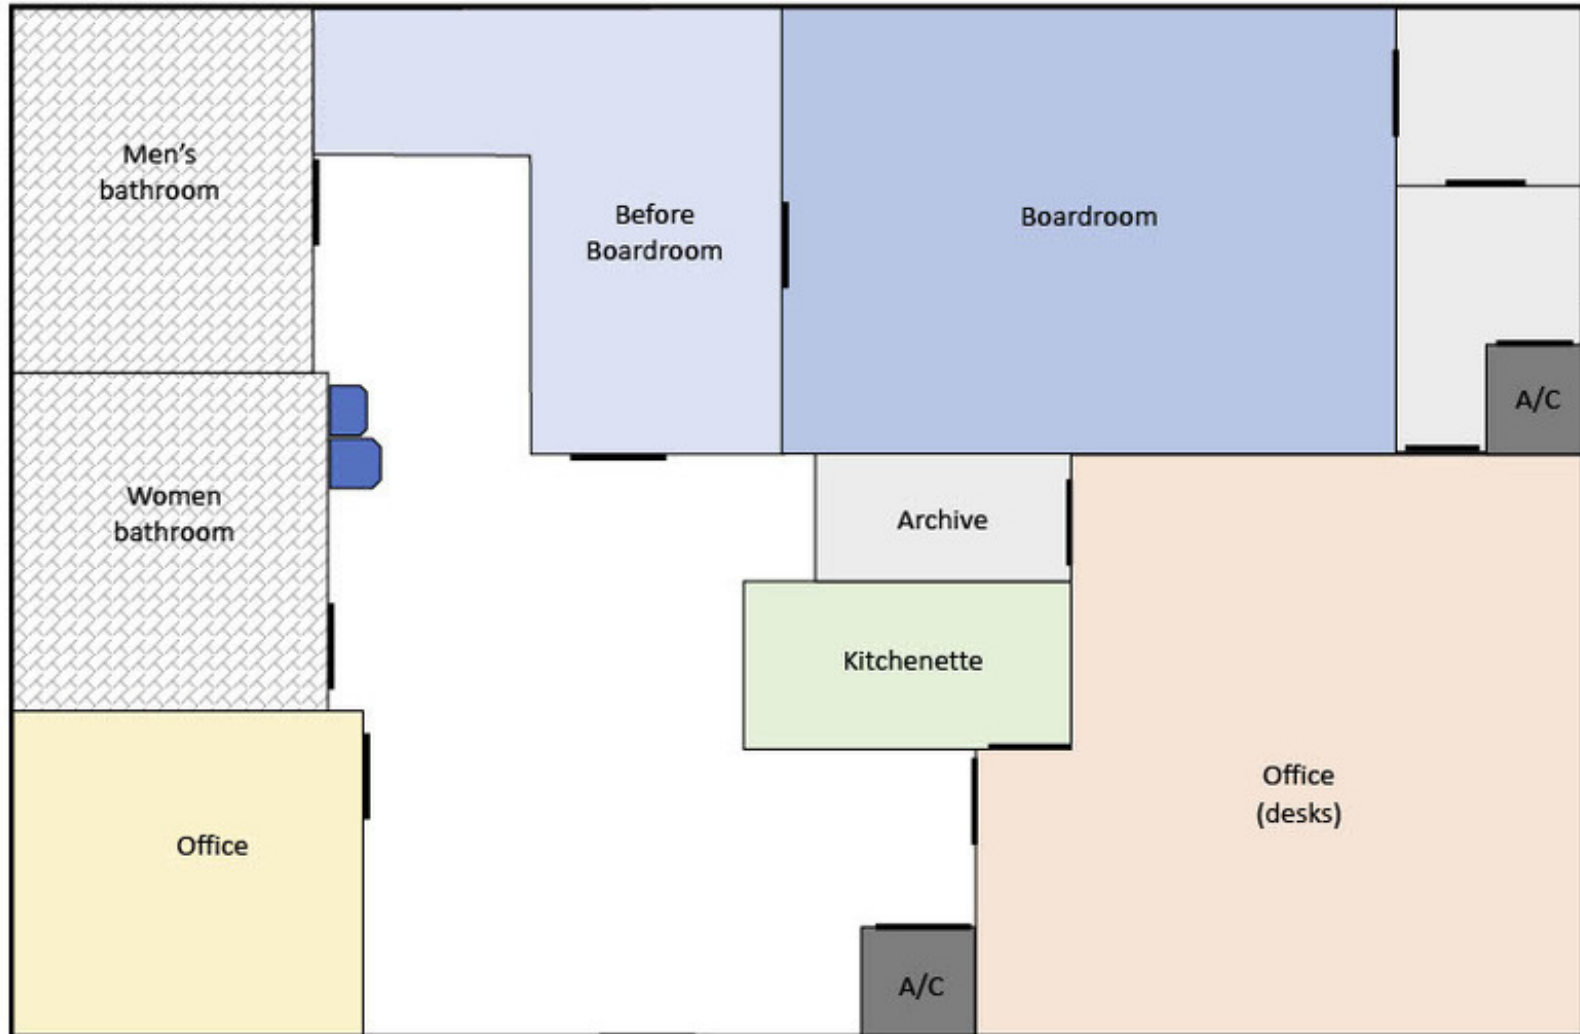 Men's
bathroom
Before
Boardroom
Boardroom
A/C
Women
bathroom
Archive
Kitchenette
Office
(desks)
Office
A/C